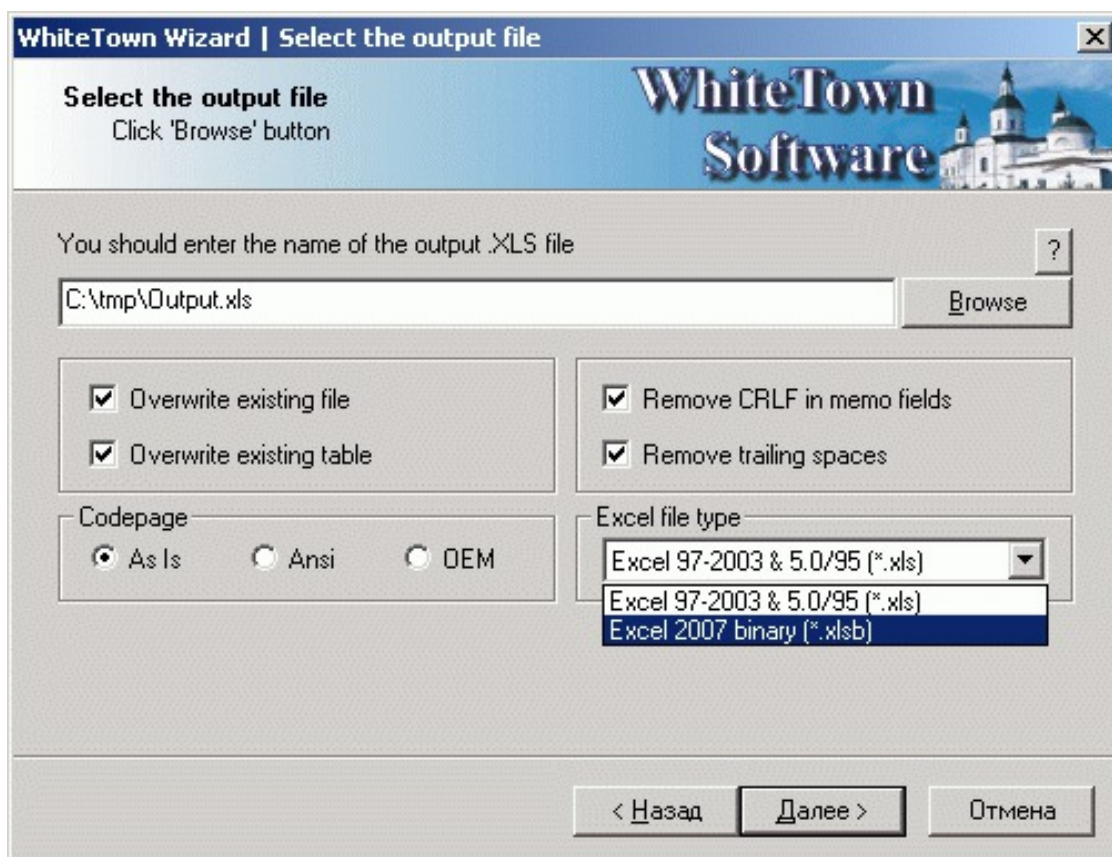 WhiteTown Wizard | Select the output file
Select the output file
Click 'Browse' button
WhiteTown
Software
You should enter the name of the output .XLS file
?
C:\tmp\Output.xls
Browse
Overwrite existing file
Overwrite existing table
Remove CRLF in memo fields
Remove trailing spaces
Codepage
As Is
Ansi
OEM
Excel file type
Excel 97-2003 & 5.0/95 (*.xls)
Excel 97-2003 & 5.0/95 (*.xls)
Excel 2007 binary (*.xlsb)
< Назад
Далее >
Отмена